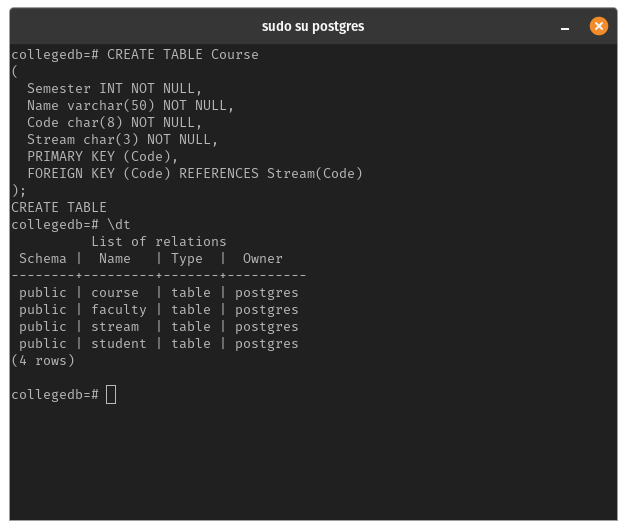 sudo su postgres
collegedb=# CREATE TABLE Course
(
  Semester INT NOT NULL,
  Name varchar(50) NOT NULL,
  Code char(8) NOT NULL,
  Stream char(3) NOT NULL,
  PRIMARY KEY (Code),
  FOREIGN KEY (Code) REFERENCES Stream(Code)
);
CREATE TABLE
collegedb=# \dt
          List of relations
 Schema |  Name   | Type  |  Owner
--------+---------+-------+----------
 public | course  | table | postgres
 public | faculty | table | postgres
 public | stream  | table | postgres
 public | student | table | postgres
(4 rows)

collegedb=#